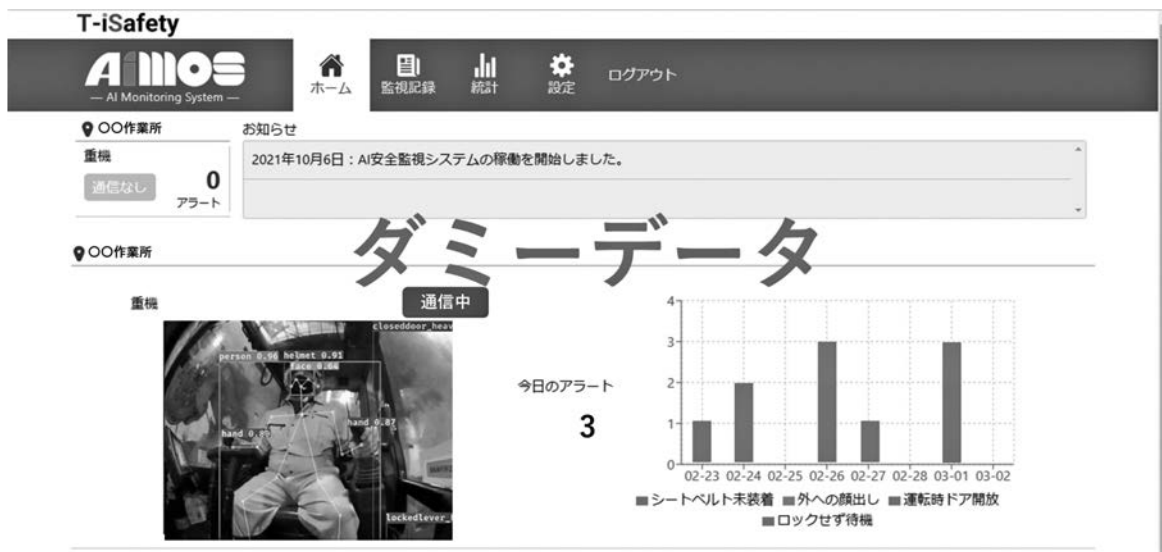 T-iSafety
AiMOS
— AI Monitoring System —
ホーム
監視記録
統計
設定
ログアウト
〇〇作業所
お知らせ
重機
通信なし
0
アラート
2021年10月6日：AI安全監視システムの稼働を開始しました。
ダミーデータ
〇〇作業所
重機
通信中
closeddoor_heav
person 0.96 helmet 0.91
face 0.66
hand 0.87
hand
lockedlever_
今日のアラート
3
4
3
2
1
0
02-23 02-24 02-25 02-26 02-27 02-28 03-01 03-02
シートベルト未装着 外への顔出し 運転時ドア開放
ロックせず待機